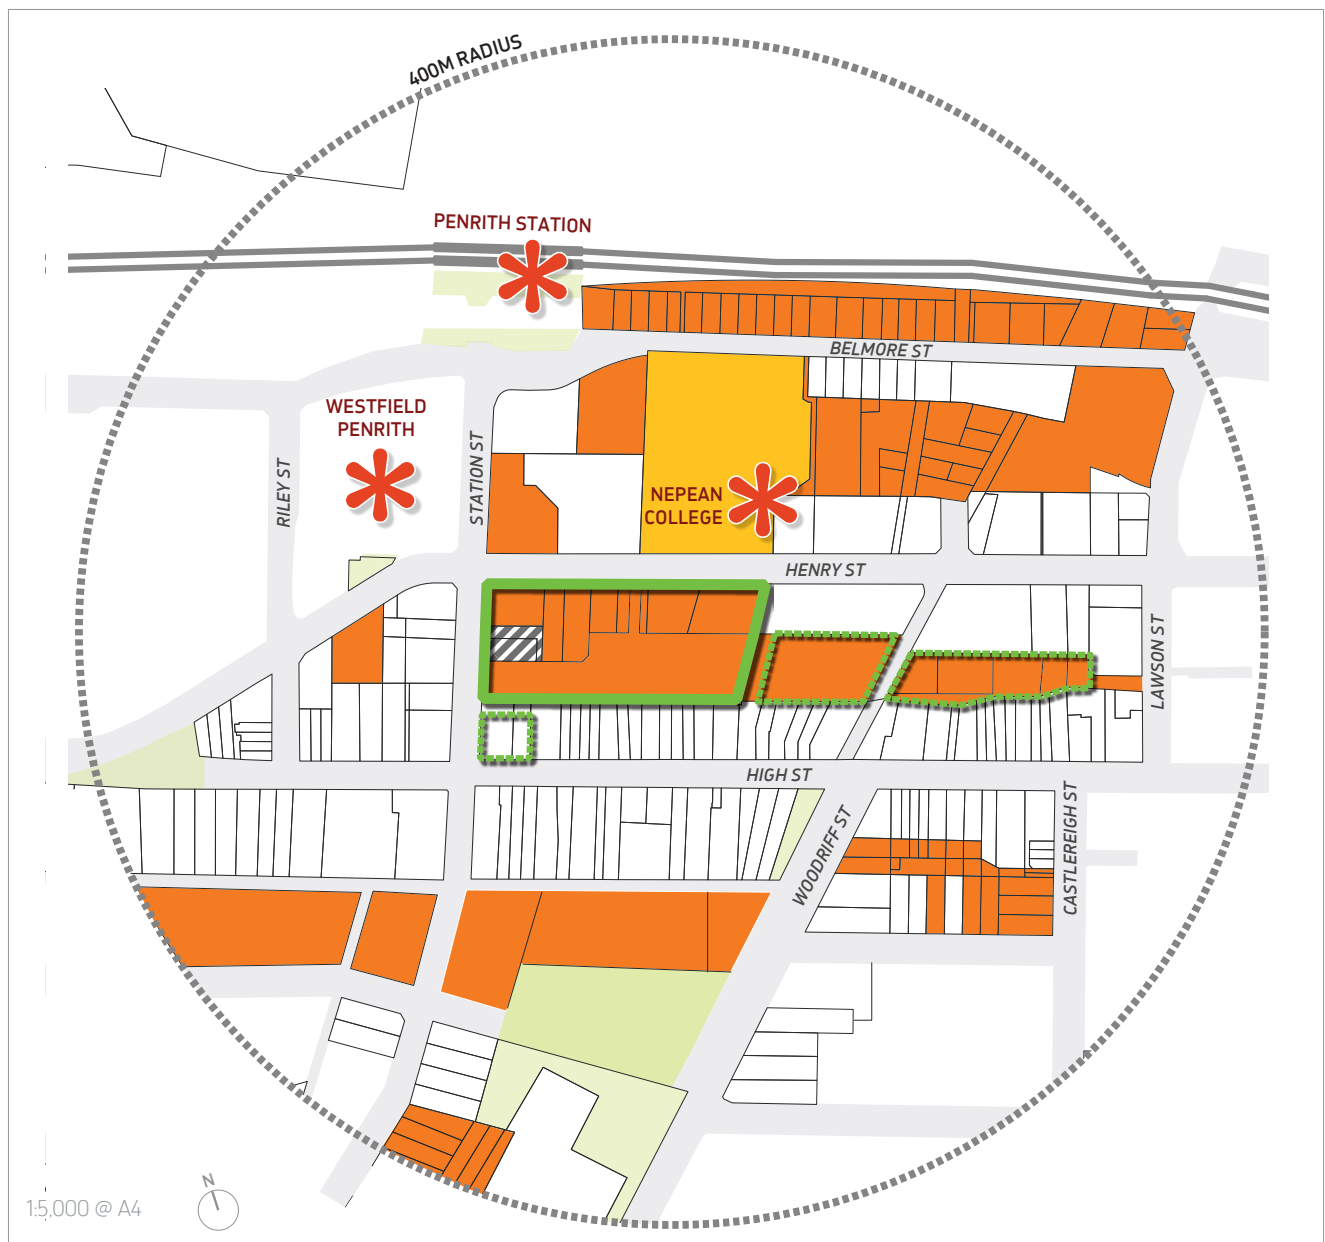 400M RADIUS
PENRITH STATION
BELMORE ST
WESTFIELD
PENRITH
STATION ST
RILEY ST
NEPEAN
COLLEGE
HENRY ST
LAWSON ST
HIGH ST
WOODRIFF ST
CASTLEREIGH ST
N
1:5,000 @ A4